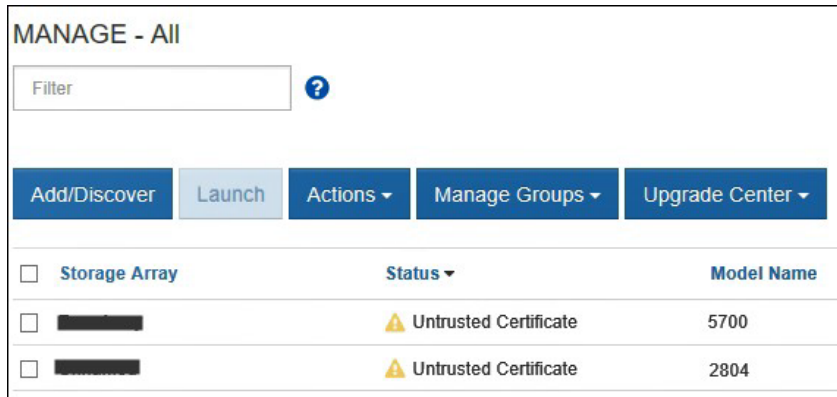 MANAGE - All
Filter
?
Add/Discover Launch Actions Manage Groups Upgrade Center
Storage Array Status Model Name
Untrusted Certificate 5700
Untrusted Certificate 2804